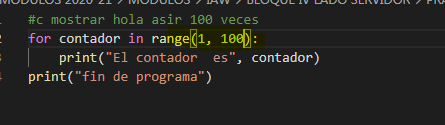 MODULOS 2020 21 > MODULOS > IAW > BLOQUE IV LADO SERVIDOR >
#c mostrar hola asir 100 veces
2 for contador in range(1, 100):
print("El contador  es", contador)
print("fin de programa")